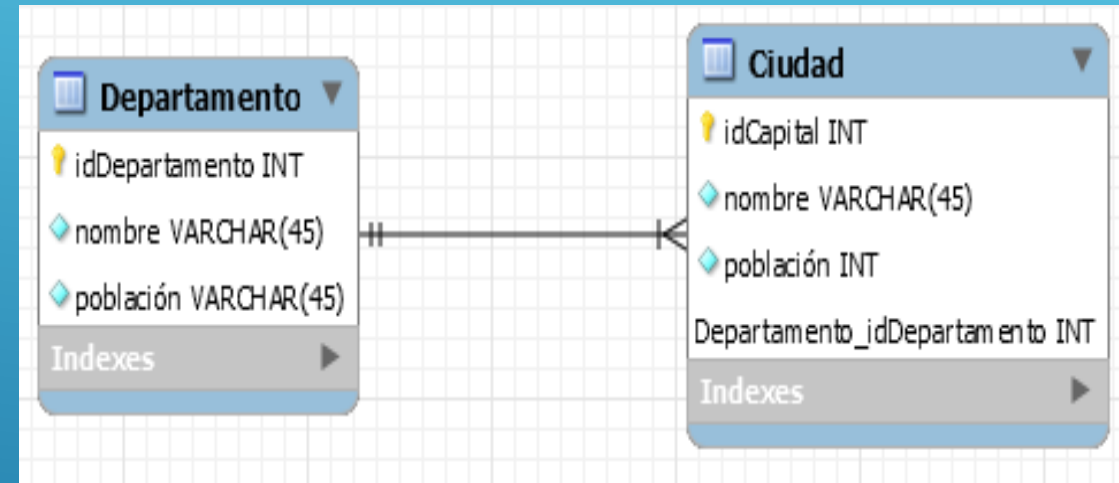 Departamento
idDepartamento INT
nombre VARCHAR(45)
población VARCHAR(45)
Indexes
Ciudad
idCapital INT
nombre VARCHAR(45)
población INT
Departamento_idDepartamento INT
Indexes